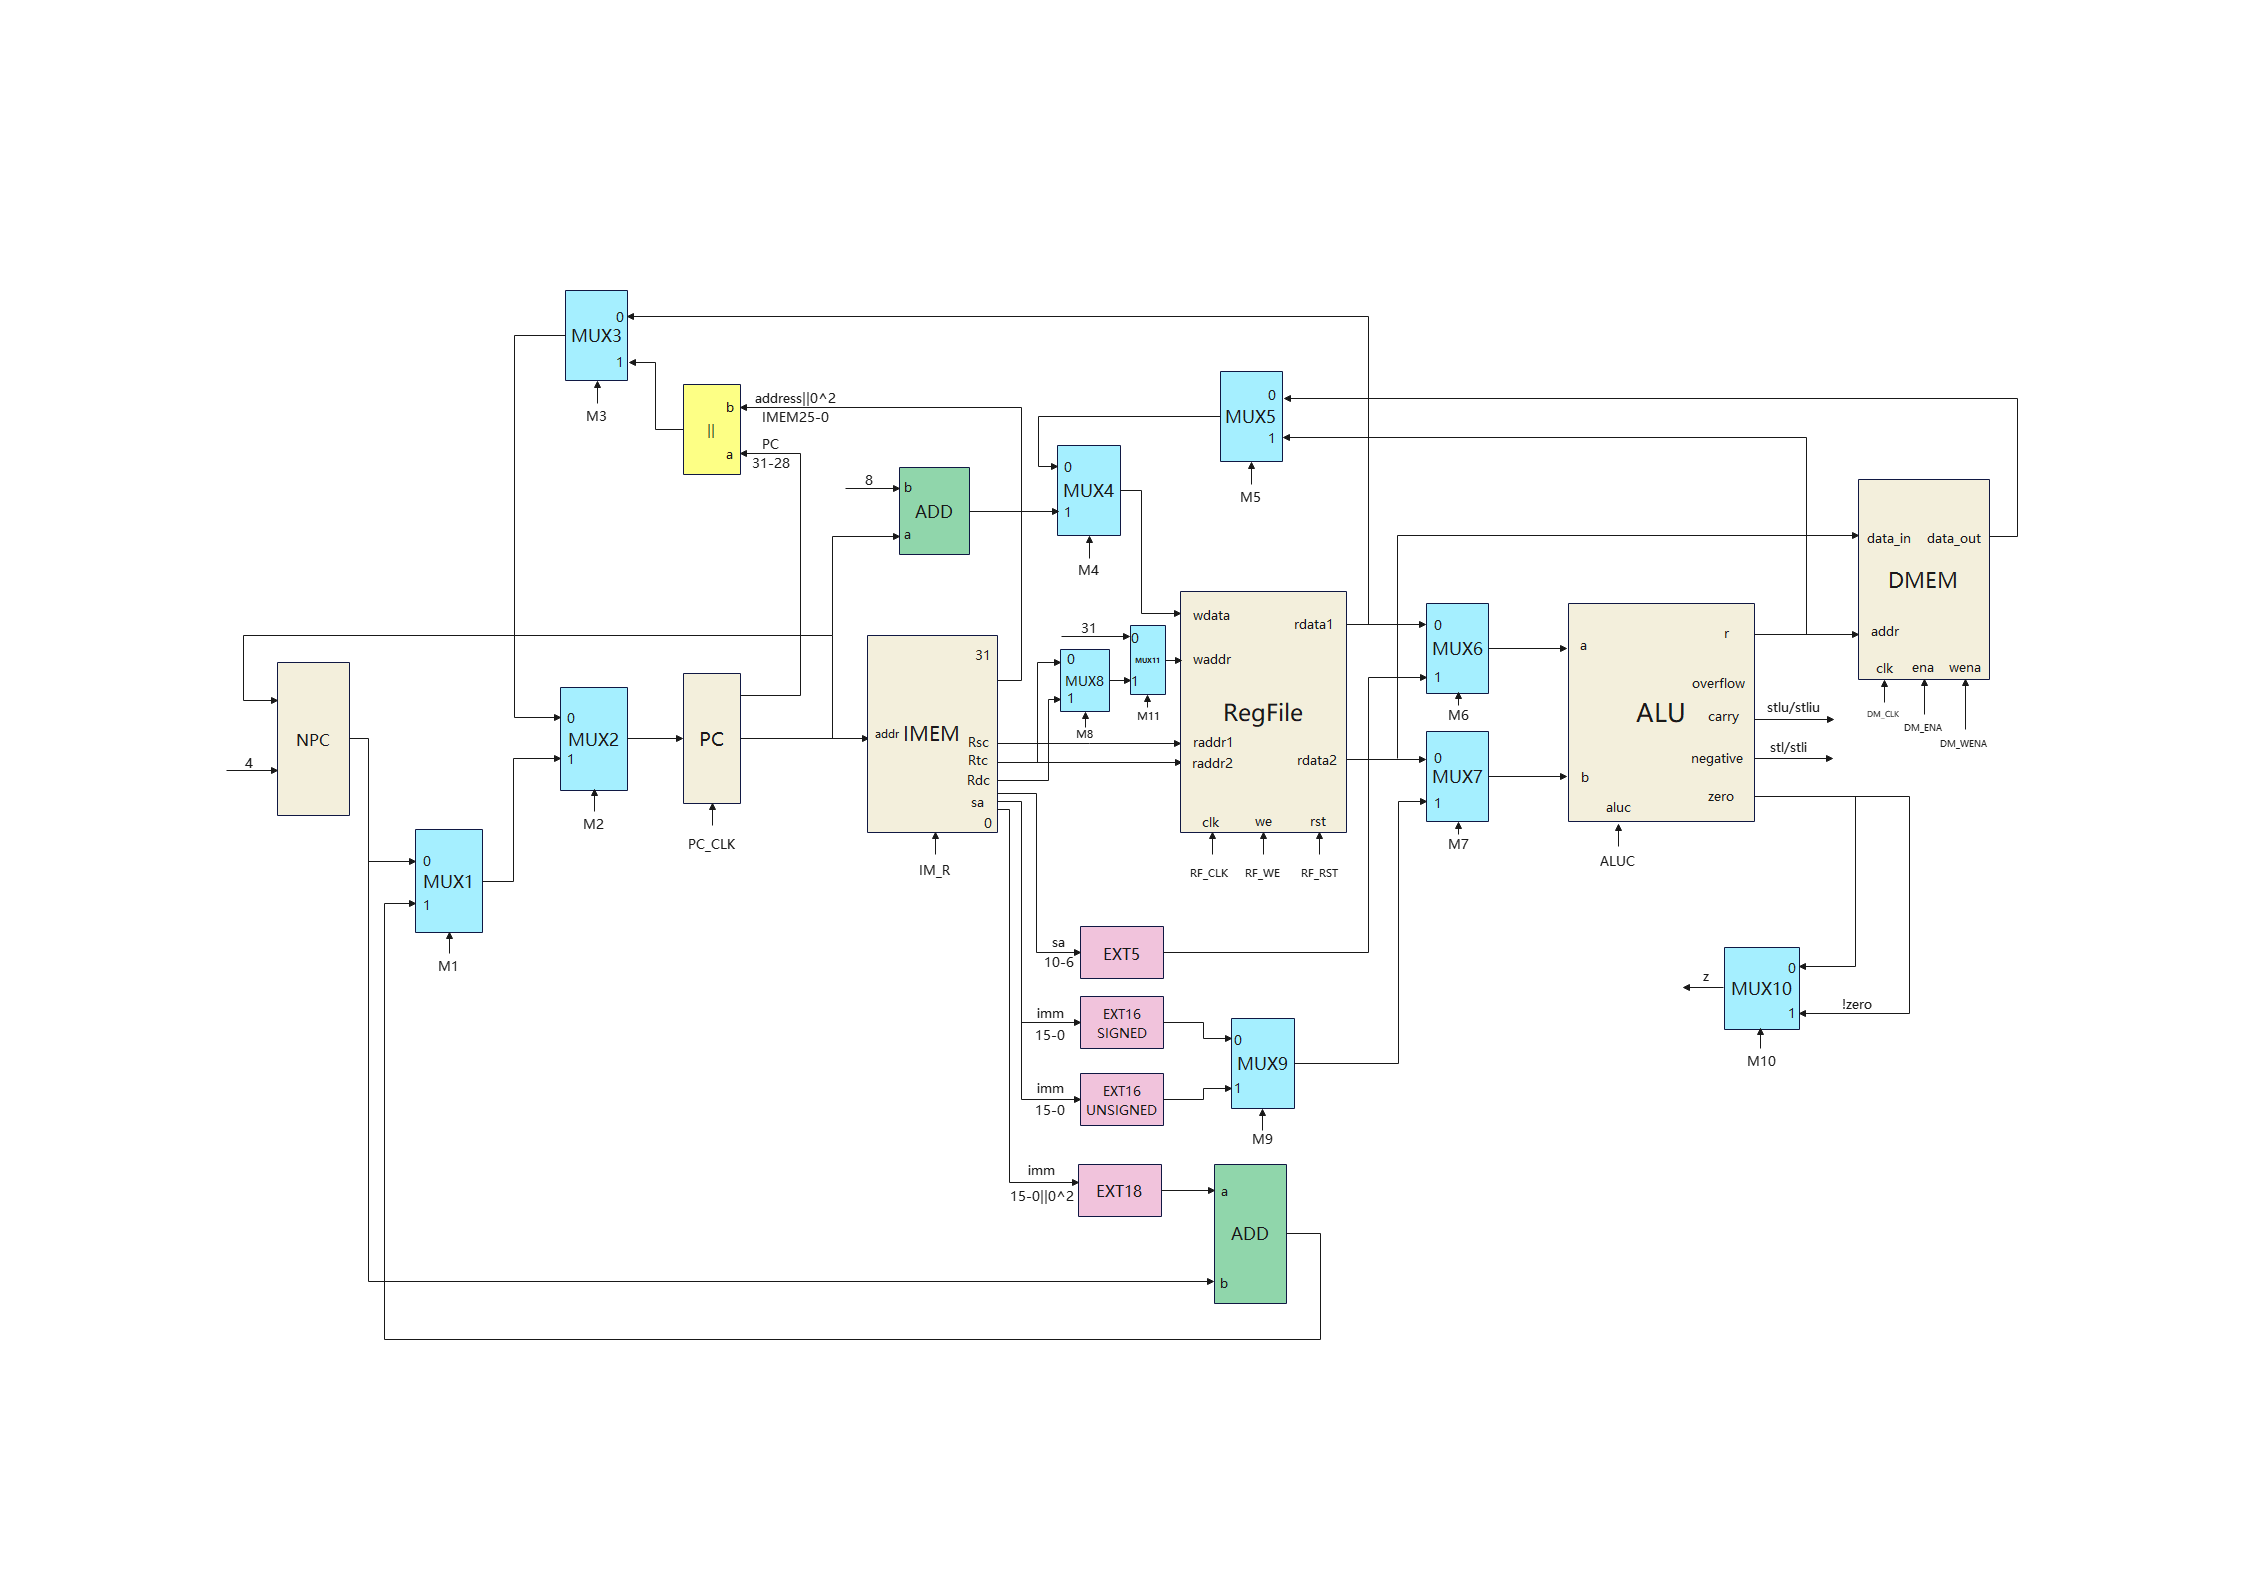 0
MUX3
1
M3
b
||
a
address||0^2
IMEM25-0
PC
31-28
8
b
ADD
a
0
MUX4
1
M4
0
MUX5
1
M5
data_in
data_out
DMEM
addr
clk
ena
wena
DM_CLK
DM_ENA
DM_WENA
NPC
4
0
MUX1
1
M1
0
MUX2
1
M2
PC
PC_CLK
31
addr
IMEM
Rsc
Rtc
Rdc
sa
0
IM_R
31
0
MUX8
1
M8
0
MUX11
1
M11
wdata
rdata1
waddr
RegFile
raddr1
raddr2
rdata2
clk
we
rst
RF_CLK
RF_WE
RF_RST
0
MUX6
1
M6
0
MUX7
1
M7
a
r
overflow
ALU
carry
negative
b
zero
aluc
ALUC
stlu/stliu
stl/stli
0
MUX10
1
M10
z
!zero
sa
10-6
EXT5
imm
15-0
EXT16
SIGNED
imm
15-0
EXT16
UNSIGNED
0
MUX9
1
M9
imm
15-0||0^2
EXT18
a
ADD
b